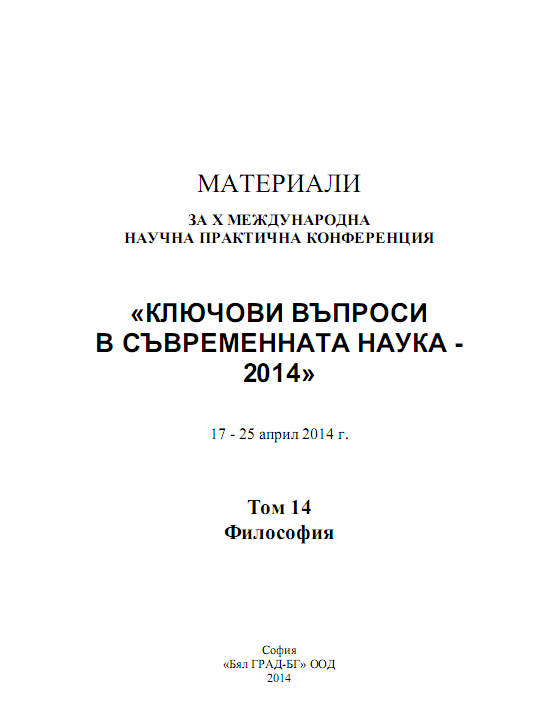 МАТЕРИАЛИ
ЗА X МЕЖДУНАРОДНА
НАУЧНА ПРАКТИЧНА КОНФЕРЕНЦИЯ
«КЛЮЧОВИ ВЪПРОСИ
В СЪВРЕМЕННАТА НАУКА -
2014»
17 - 25 април 2014 г.
Том 14
Философия
София
«Бял ГРАД-БГ» ООД
2014